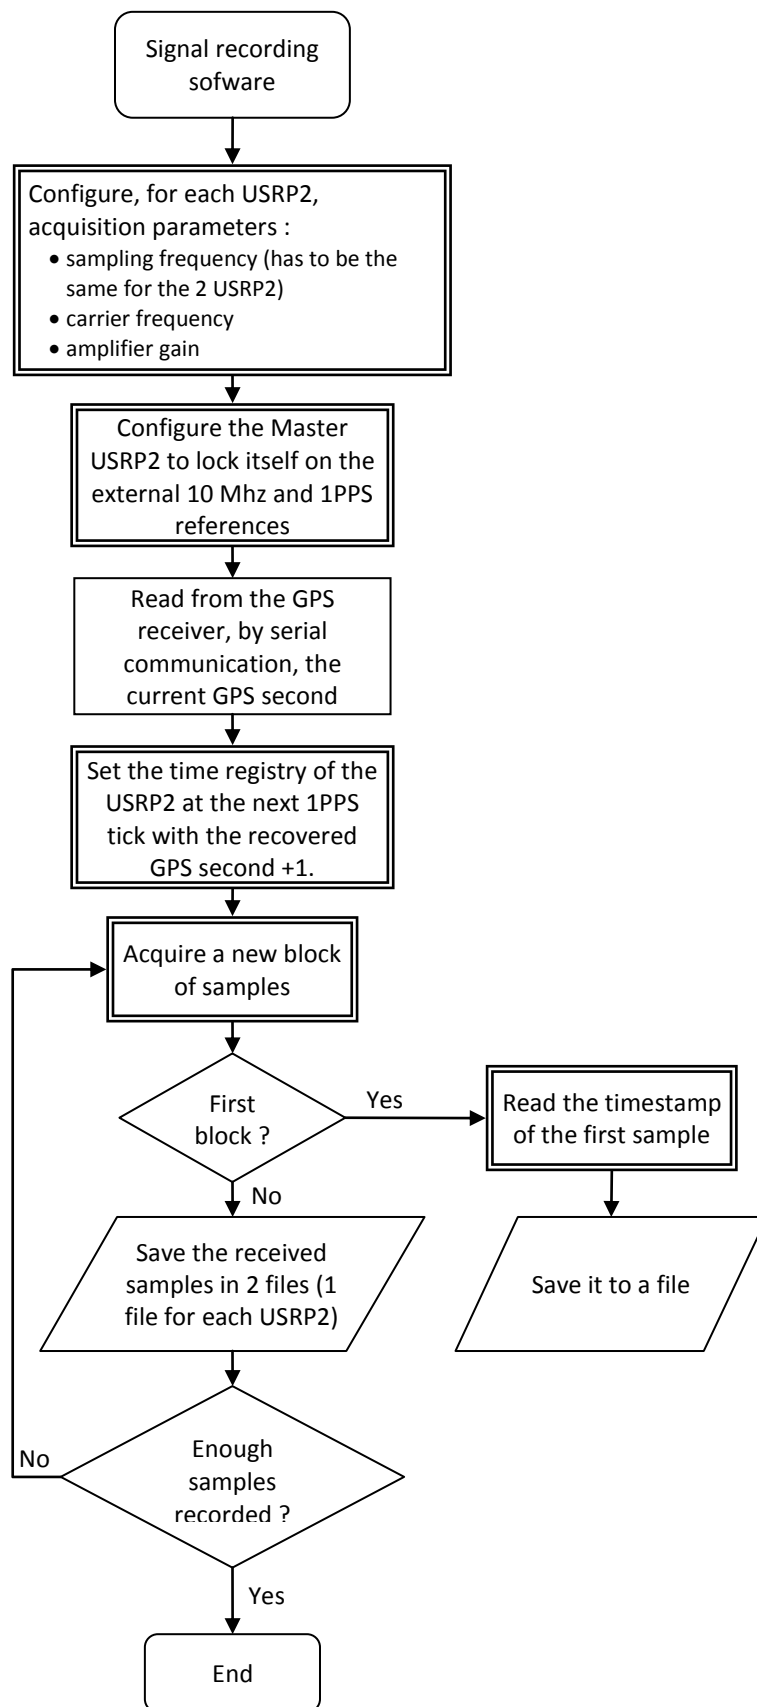 Signal recording
sofware
Configure, for each USRP2,
acquisition parameters :
• sampling frequency (has to be the
same for the 2 USRP2)
• carrier frequency
• amplifier gain
Configure the Master
USRP2 to lock itself on the
external 10 Mhz and 1PPS
references
Read from the GPS
receiver, by serial
communication, the
current GPS second
Set the time registry of the
USRP2 at the next 1PPS
tick with the recovered
GPS second +1.
Acquire a new block
of samples
First
block ?
Yes
Read the timestamp
of the first sample
No
Save the received
samples in 2 files (1
file for each USRP2)
Save it to a file
No
Enough
samples
recorded ?
Yes
End